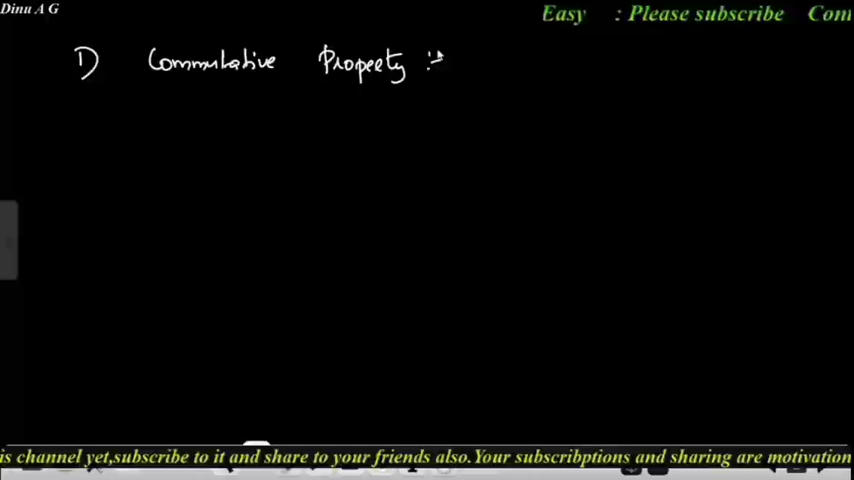 Dinu A G
Easy : Please subscribe Com
1) Commutative Property :-
is channel yet,subscribe to it and share to your friends also.Your subscribptions and sharing are motivation